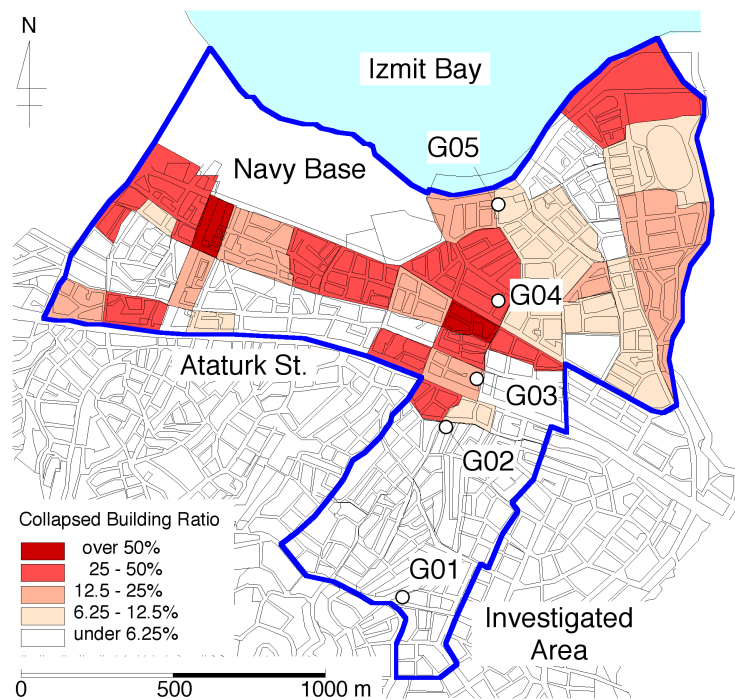 N
Izmit Bay
G05
Navy Base
G04
Ataturk St.
G03
G02
Collapsed Building Ratio
over 50%
25 - 50%
12.5 - 25%
6.25 - 12.5%
under 6.25%
G01
Investigated
Area
0
500
1000 m